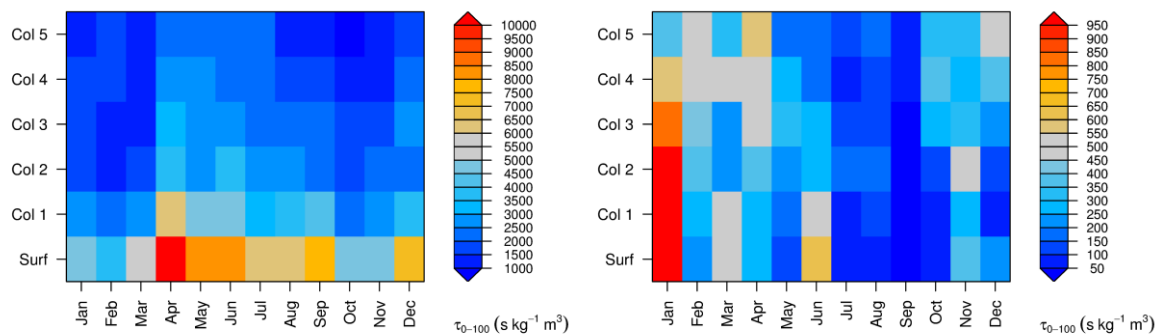 Col 5
Col 4
Col 3
Col 2
Col 1
Surf
Jan
Feb
Mar
Apr
May
Jun
Jul
Aug
Sep
Oct
Nov
Dec
10000
9500
9000
8500
8000
7500
7000
6500
6000
5500
5000
4500
4000
3500
3000
2500
2000
1500
1000
τ0−100 (s kg−1 m3)
Col 5
Col 4
Col 3
Col 2
Col 1
Surf
Jan
Feb
Mar
Apr
May
Jun
Jul
Aug
Sep
Oct
Nov
Dec
950
900
850
800
750
700
650
600
550
500
450
400
350
300
250
200
150
100
50
τ0−100 (s kg−1 m3)